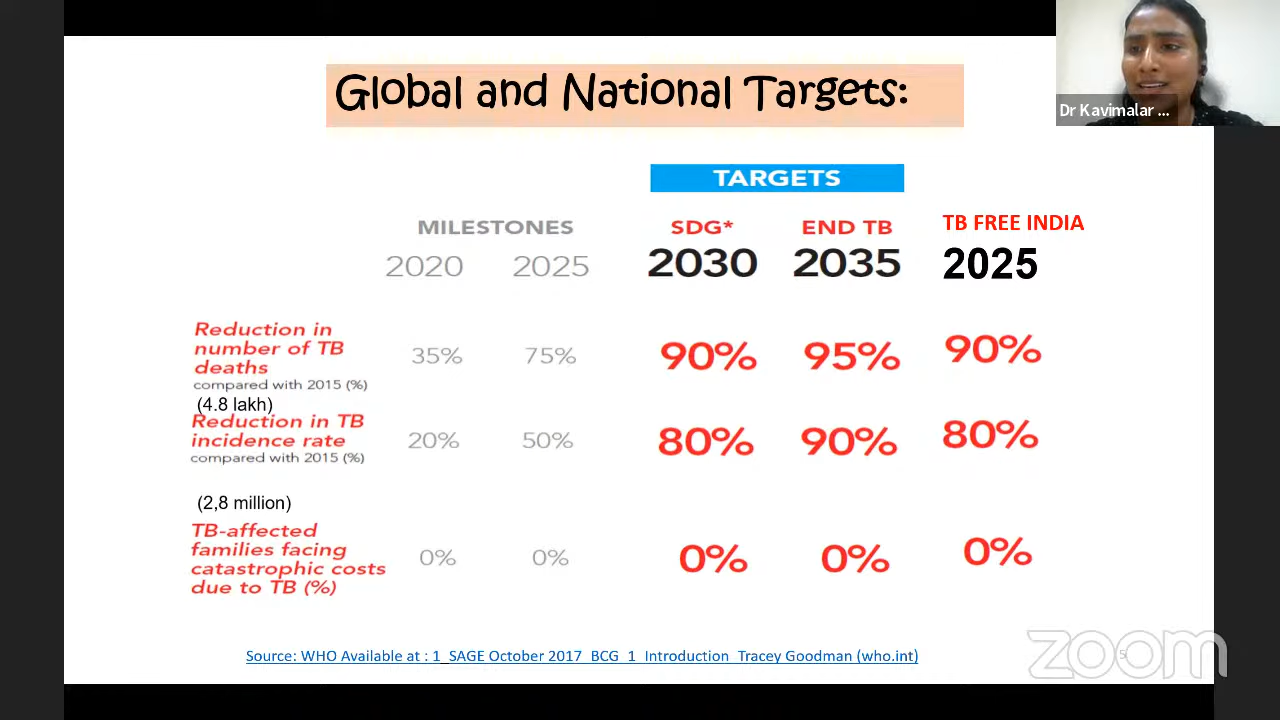 Global and National Targets:
Dr Kavimalar ...
TARGETS
MILESTONES SDG* END TB TB FREE INDIA
2020 2025 2030 2035 2025
Reduction in
number of TB
deaths
compared with 2015 (%)
35% 75% 90% 95% 90%
(4.8 lakh)
Reduction in TB
incidence rate
compared with 2015 (%)
20% 50% 80% 90% 80%
(2,8 million)
TB-affected
families facing
catastrophic costs
due to TB (%)
0% 0% 0% 0% 0%
Source: WHO Available at : 1_SAGE October 2017_BCG_1_Introduction_Tracey Goodman (who.int)
zoom
5